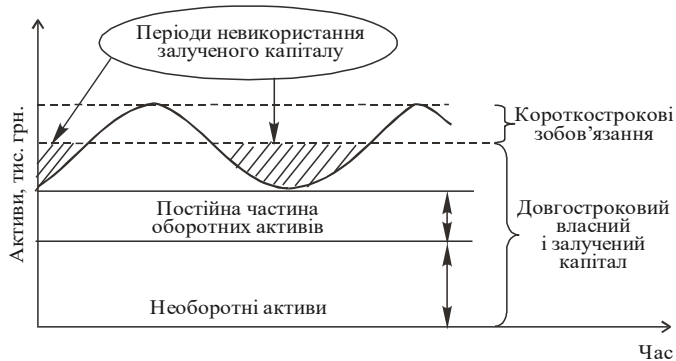 Періоди невикористання
залученого капіталу
Активи, тис. грн.
Короткострокові
зобов’язання
Постійна частина
оборотних активів
Довгостроковий
власний
і залучений
капітал
Необоротні активи
Час